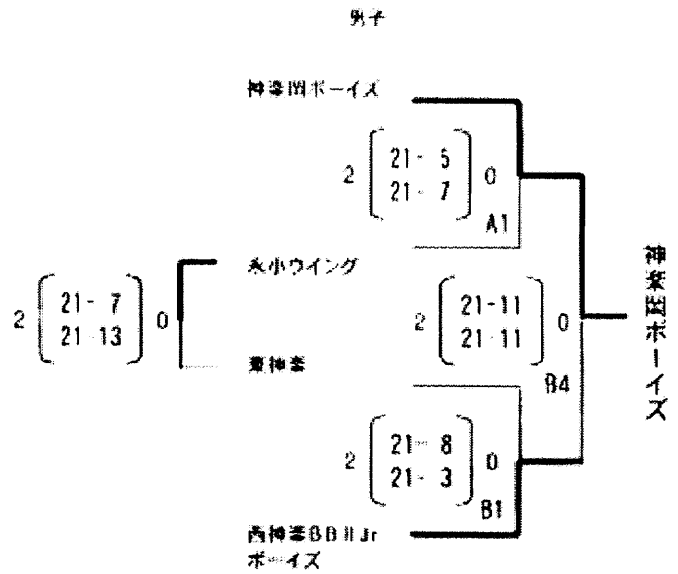 男子
神楽岡ボーイズ
2 21- 5 0
21- 7
A1
永小ウイング
2 21- 7 0
21-13
2 21-11 0
21-11
B4
東神楽
2 21- 8 0
21- 3
B1
西神楽BBⅡJr
ボーイズ
神楽岡ボーイズ